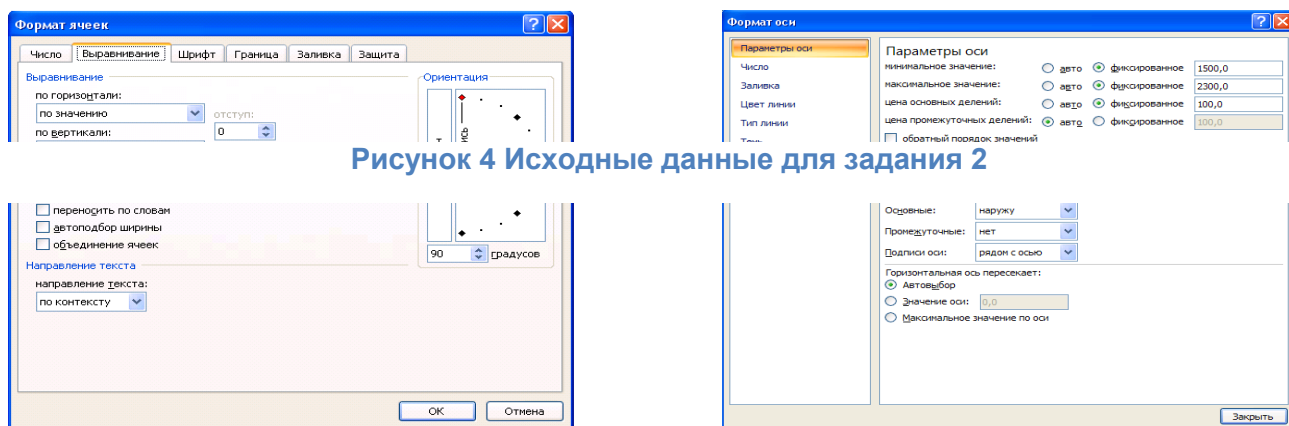 Формат ячеек
Число Выравнивание Шрифт Граница Заливка Защита
Выравнивание
по горизонтали:
по значению
отступ:
по вертикали:
0
Ориентация
Формат оси
Параметры оси
Число
Заливка
Цвет линии
Тип линии
Параметры оси
минимальное значение: авто фиксированное 1500,0
максимальное значение: авто фиксированное 2300,0
цена основных делений: авто фиксированное 100,0
цена промежуточных делений: авто фиксированное 100,0
обратный порядок значений
Рисунок 4 Исходные данные для задания 2
переносить по словам
автоподбор ширины
объединение ячеек
90 градусов
Направление текста
направление текста:
по контексту
ОК Отмена
Основные: наружу
Промежуточные: нет
Подписи оси: рядом с осью
Горизонтальная ось пересекает:
Автовыбор
Значение оси: 0,0
Максимальное значение по оси
Закрыть